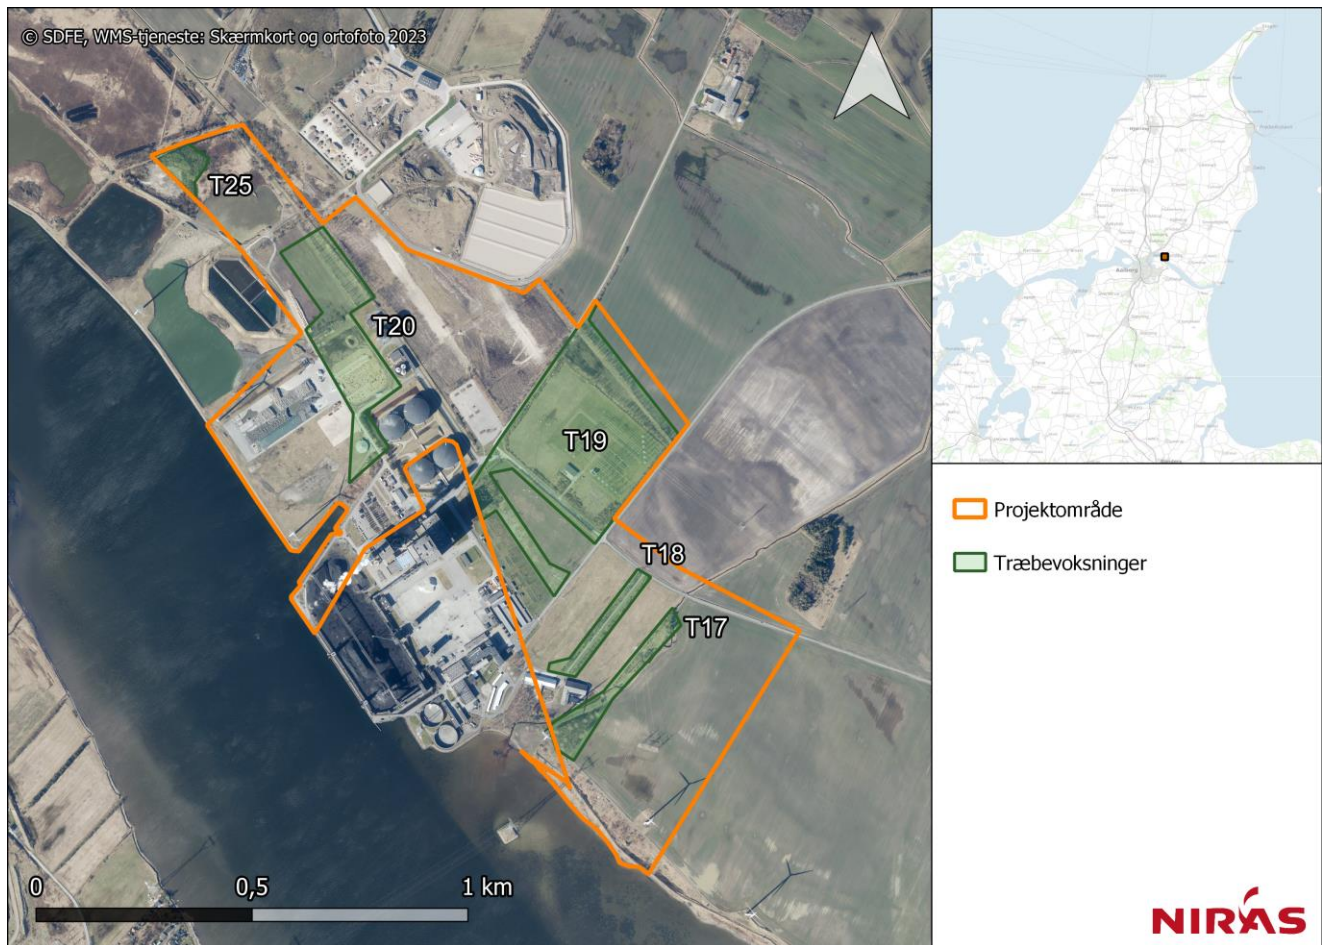 © SDFE, WMS-tjeneste: Skærmkort og ortofoto 2023
T25
T20
T19
T18
T17
0 0,5 1 km
Aalborg
Projektområde
Træbevoksninger
NIRAS